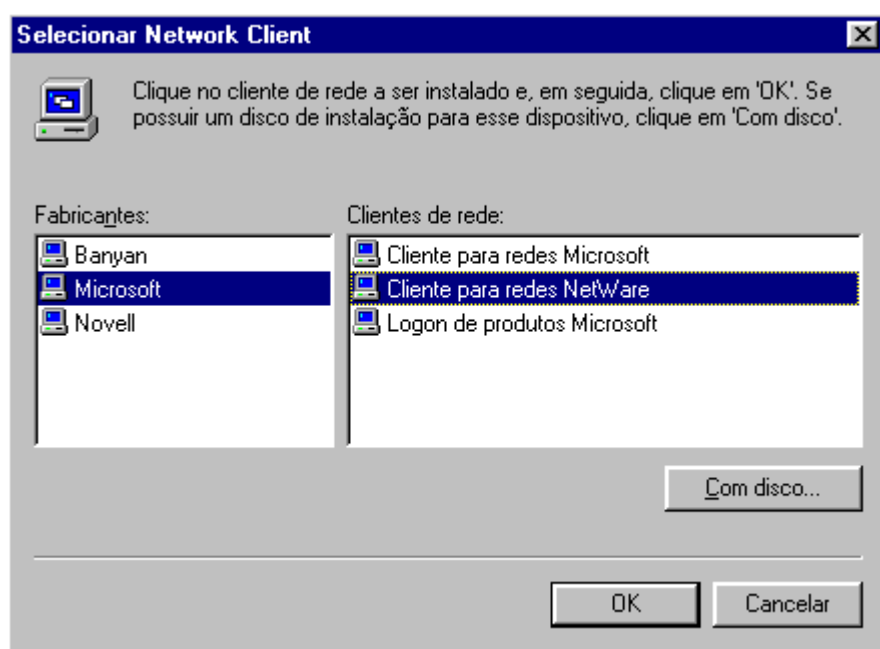 Selecionar Network Client
Clique no cliente de rede a ser instalado e, em seguida, clique em 'OK'. Se
possuir um disco de instalação para esse dispositivo, clique em 'Com disco'.
Fabricantes:
Banyan
Microsoft
Novell
Clientes de rede:
Cliente para redes Microsoft
Cliente para redes NetWare
Logon de produtos Microsoft
Com disco...
OK
Cancelar